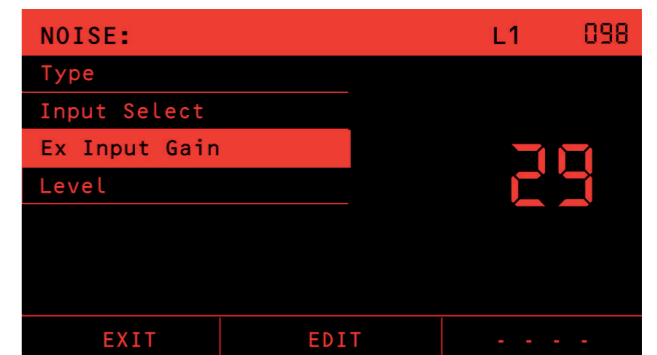 NOISE: L1 098
Type
Input Select
Ex Input Gain
29
Level
EXIT EDIT - - - -